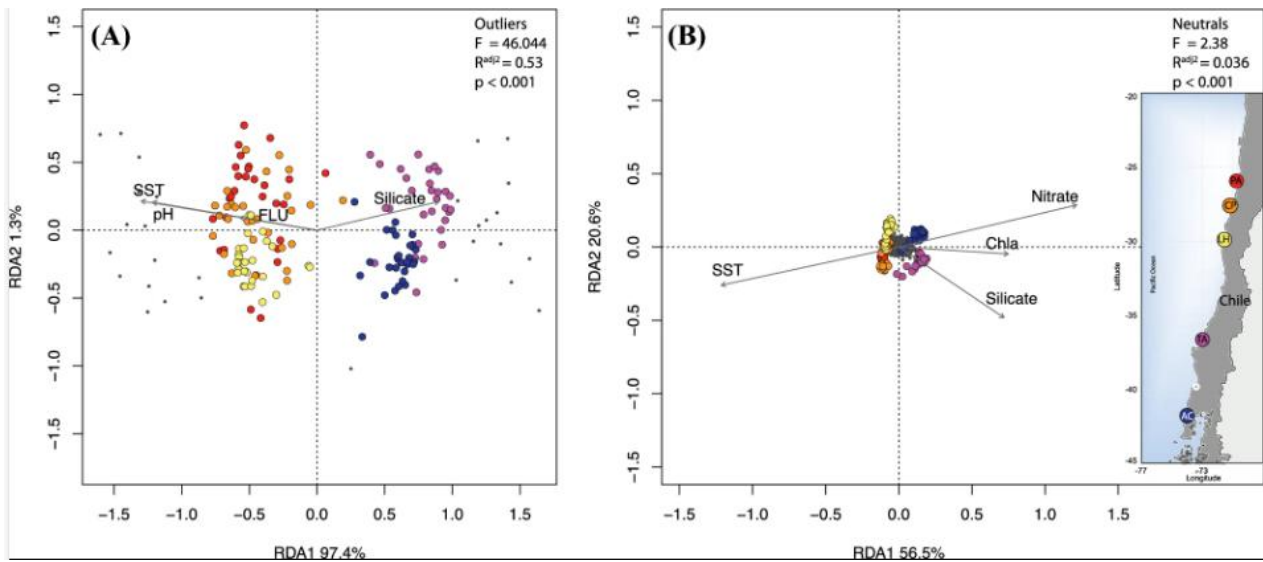 (A)
Outliers
F = 46.044
R^adj2 = 0.53
p < 0.001
SST
pH
FLU
Silicate
RDA2 1.3%
1.5
1.0
0.5
0.0
−0.5
−1.0
−1.5
−1.5 −1.0 −0.5 0.0 0.5 1.0 1.5
RDA1 97.4%
(B)
Neutrals
F = 2.38
R^adj2 = 0.036
p < 0.001
Nitrate
Chla
SST
Silicate
RDA2 20.6%
1.5
1.0
0.5
0.0
−0.5
−1.0
−1.5
−1.5 −1.0 −0.5 0.0 0.5 1.0 1.5
RDA1 56.5%
-20
-25
-30
-35
-40
-45
Latitude
Pacific Ocean
PA
CP
LH
Chile
TA
AC
-77 -73
Longitude